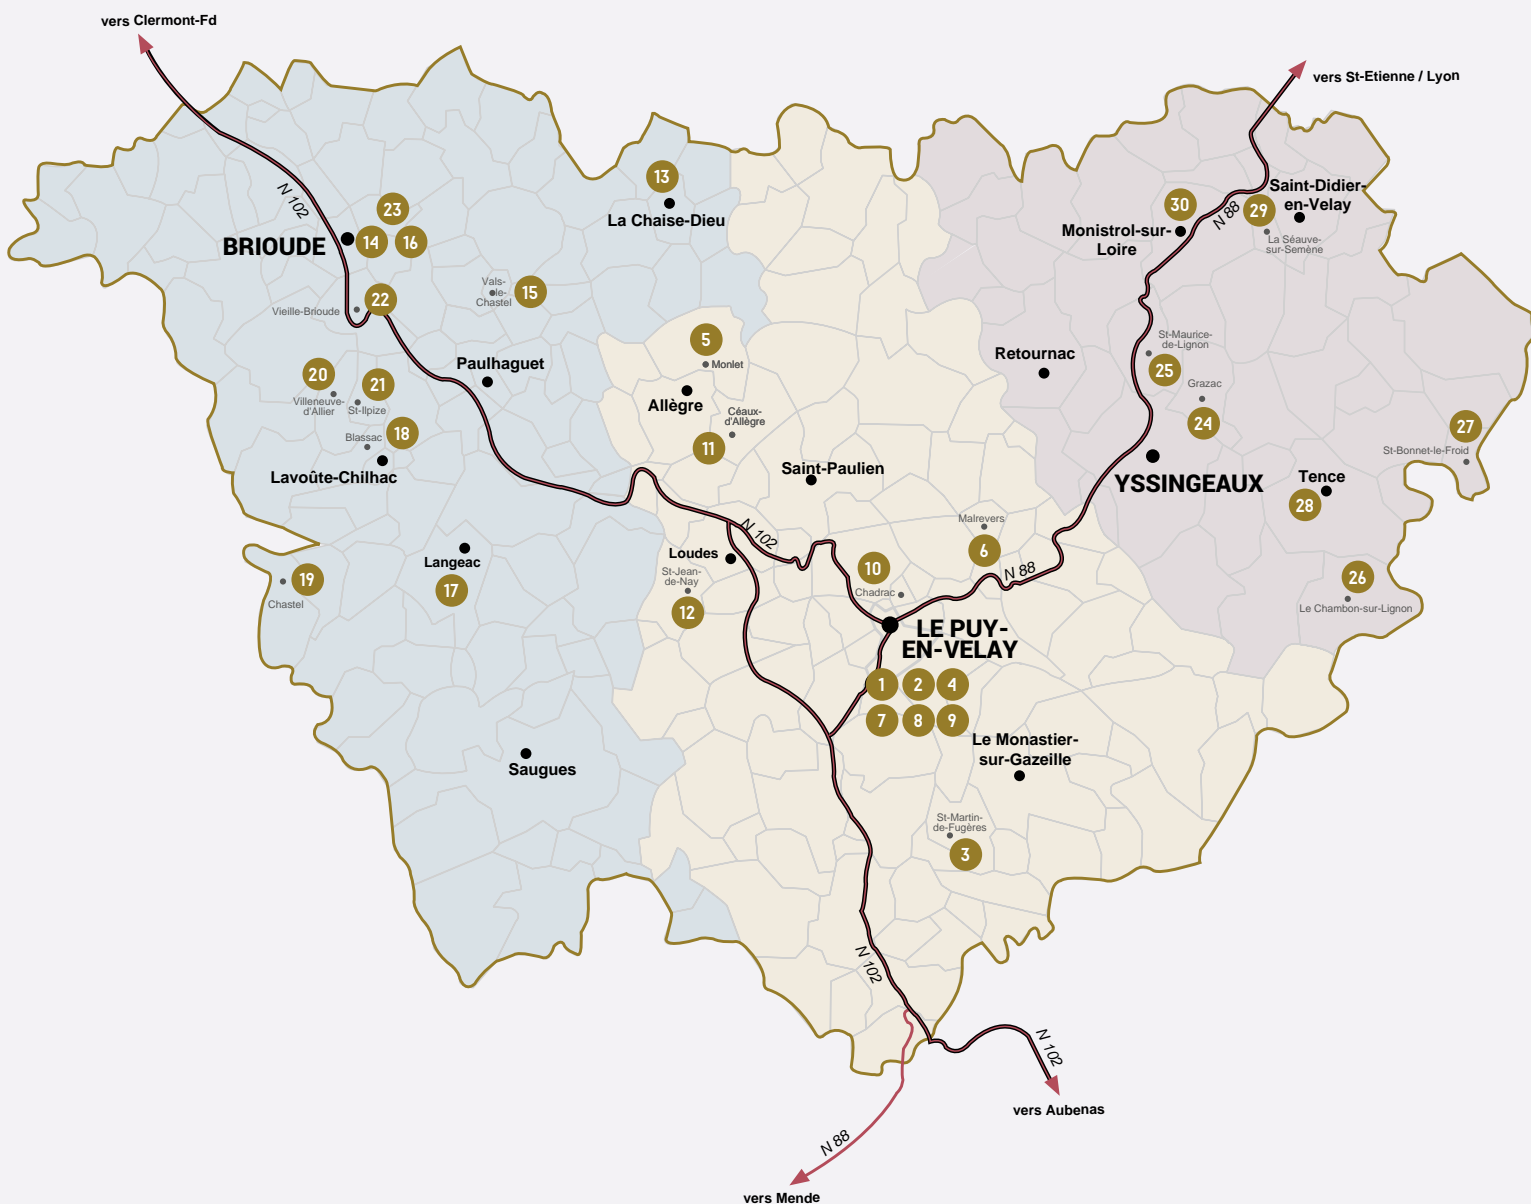 vers Clermont-Fd
vers St-Etienne / Lyon
N 102
13
La Chaise-Dieu
23
BRIOUDE
14
16
30
Monistrol-sur-
Loire
N 88
29
Saint-Didier-
en-Velay
La Séauve-
sur-Semène
Vieille-Brioude
22
Vals-
le-
Chastel
15
5
Monlet
Allègre
Céaux-
d'Allègre
11
Retournac
St-Maurice-
de-Lignon
25
Grazac
24
Paulhaguet
20
Villeneuve-
d'Allier
21
St-Ilpize
18
Blassac
Lavoûte-Chilhac
Saint-Paulien
YSSINGEAUX
27
St-Bonnet-le-Froid
Tence
28
Malrevers
6
N 102
N 88
Loudes
St-Jean-
de-Nay
12
10
Chadrac
19
Chastel
Langeac
17
26
Le Chambon-sur-Lignon
LE PUY-
EN-VELAY
1
2
4
7
8
9
Le Monastier-
sur-Gazeille
Saugues
St-Martin-
de-Fugères
3
N 102
N 102
vers Aubenas
N 88
vers Mende